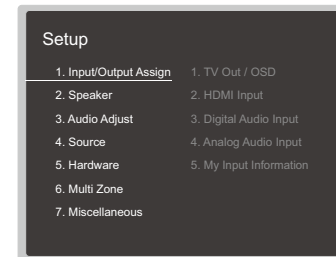 Setup
1. Input/Output Assign
2. Speaker
3. Audio Adjust
4. Source
5. Hardware
6. Multi Zone
7. Miscellaneous
1. TV Out / OSD
2. HDMI Input
3. Digital Audio Input
4. Analog Audio Input
5. My Input Information